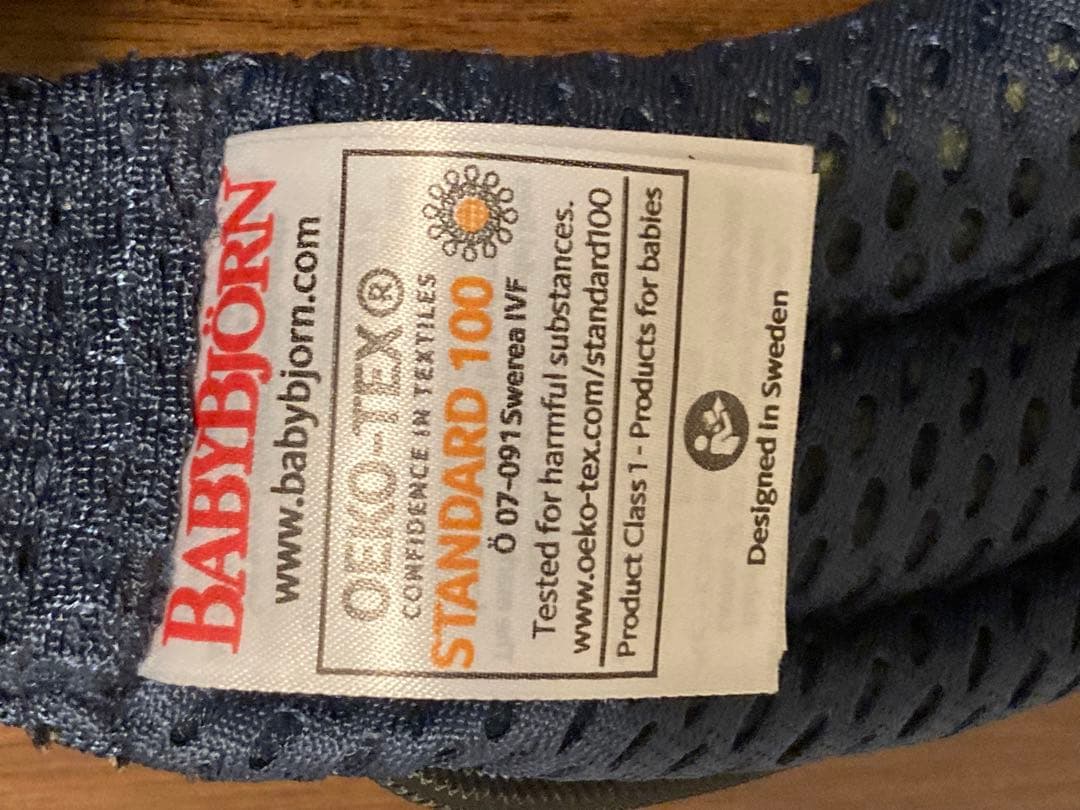 BABYBJÖRN
www.babybjorn.com
OEKO-TEX®
CONFIDENCE IN TEXTILES
STANDARD 100
Ö 07-091 Swerea IVF
Tested for harmful substances.
www.oeko-tex.com/standard100
Product Class 1 - Products for babies
Designed in Sweden